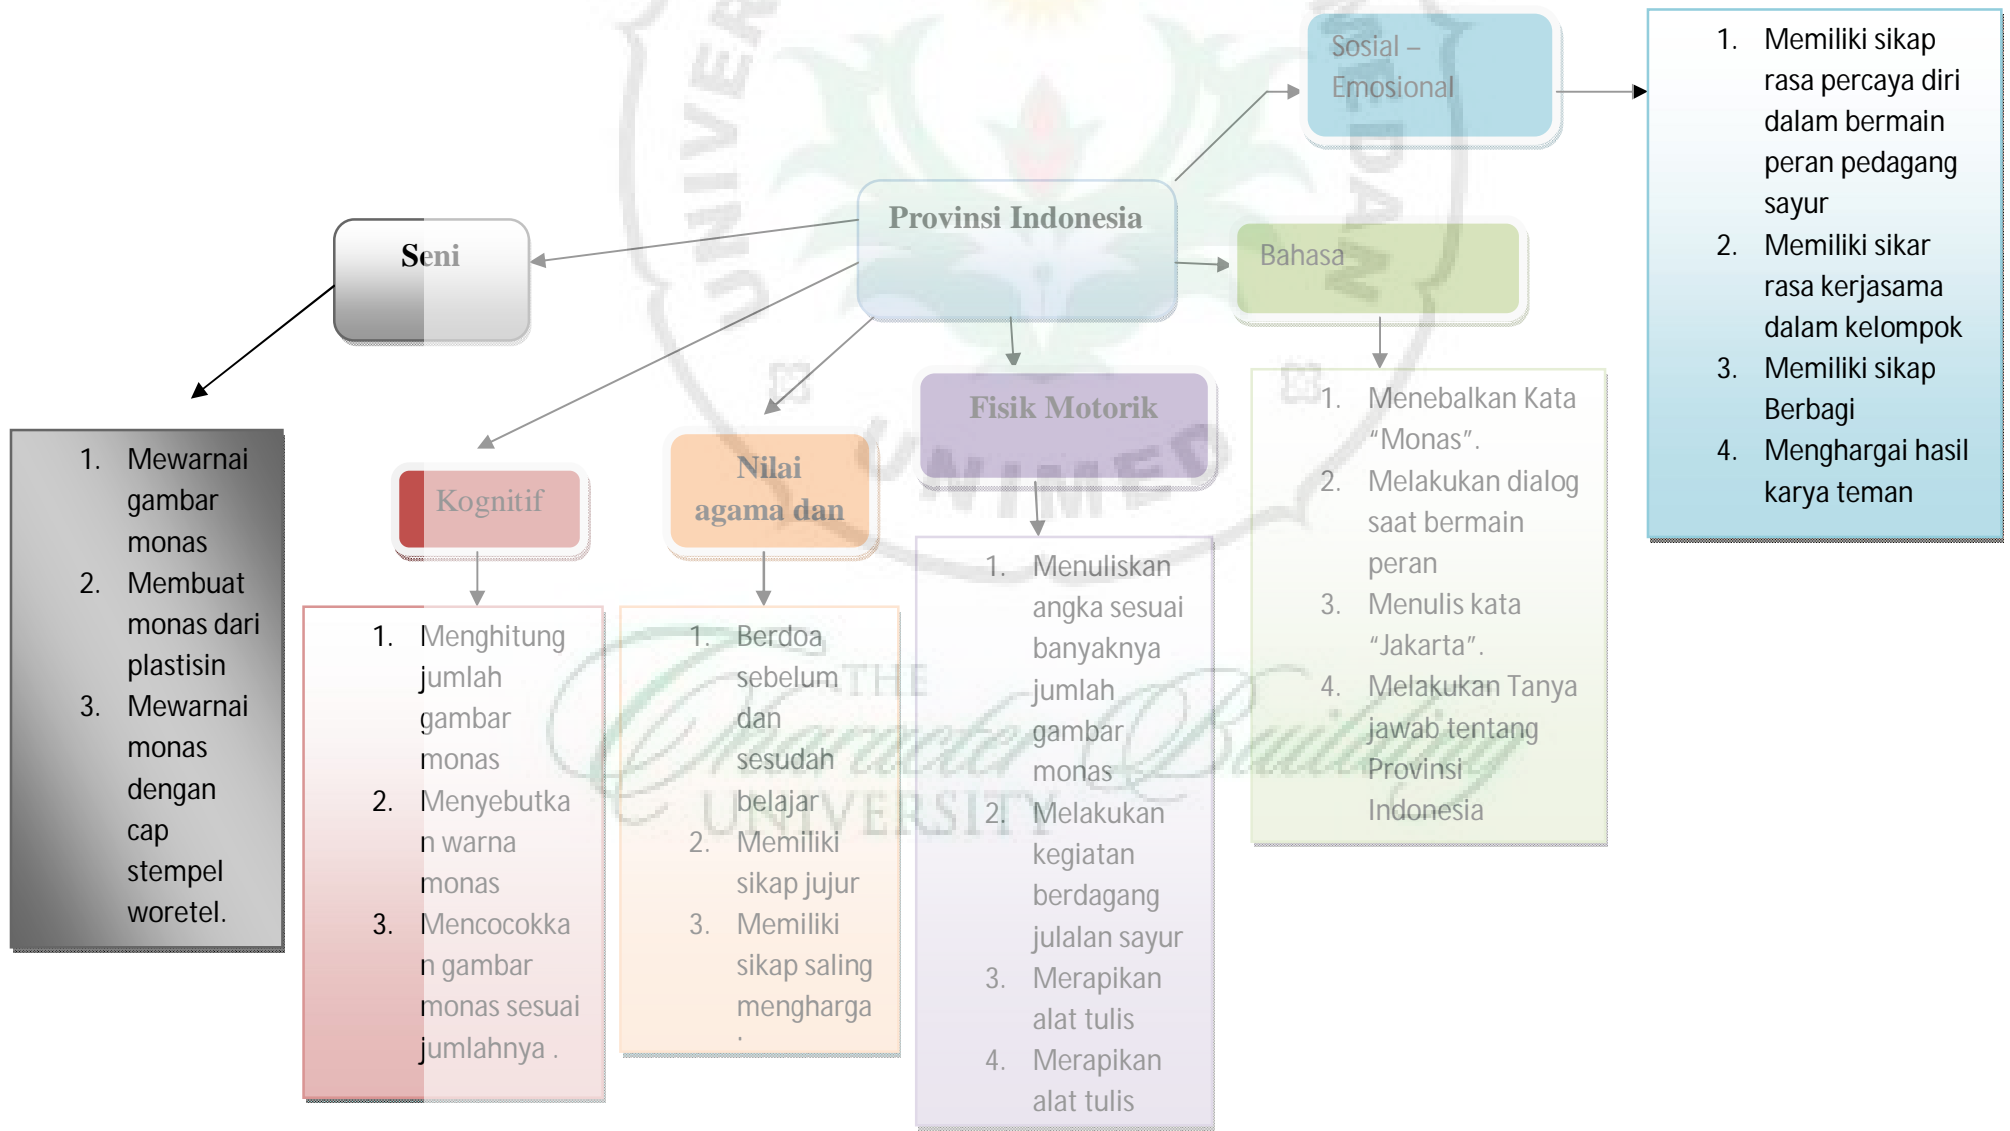 Provinsi Indonesia
Sosial –
Emosional
1. Memiliki sikap
rasa percaya diri
dalam bermain
peran pedagang
sayur
2. Memiliki sikar
rasa kerjasama
dalam kelompok
3. Memiliki sikap
Berbagi
4. Menghargai hasil
karya teman
Seni
1. Mewarnai
gambar
monas
2. Membuat
monas dari
plastisin
3. Mewarnai
monas
dengan
cap
stempel
woretel.
Kognitif
1. Menghitung
jumlah
gambar
monas
2. Menyebutka
n warna
monas
3. Mencocokka
n gambar
monas sesuai
jumlahnya .
Nilai
agama dan
1. Berdoa
sebelum
dan
sesudah
belajar
2. Memiliki
sikap jujur
3. Memiliki
sikap saling
mengharga
Fisik Motorik
1. Menuliskan
angka sesuai
banyaknya
jumlah
gambar
monas
2. Melakukan
kegiatan
berdagang
julalan sayur
3. Merapikan
alat tulis
4. Merapikan
alat tulis
Bahasa
1. Menebalkan Kata
“Monas”.
2. Melakukan dialog
saat bermain
peran
3. Menulis kata
“Jakarta”.
4. Melakukan Tanya
jawab tentang
Provinsi
Indonesia
UNIMED
THE
Character Building
UNIVERSITY